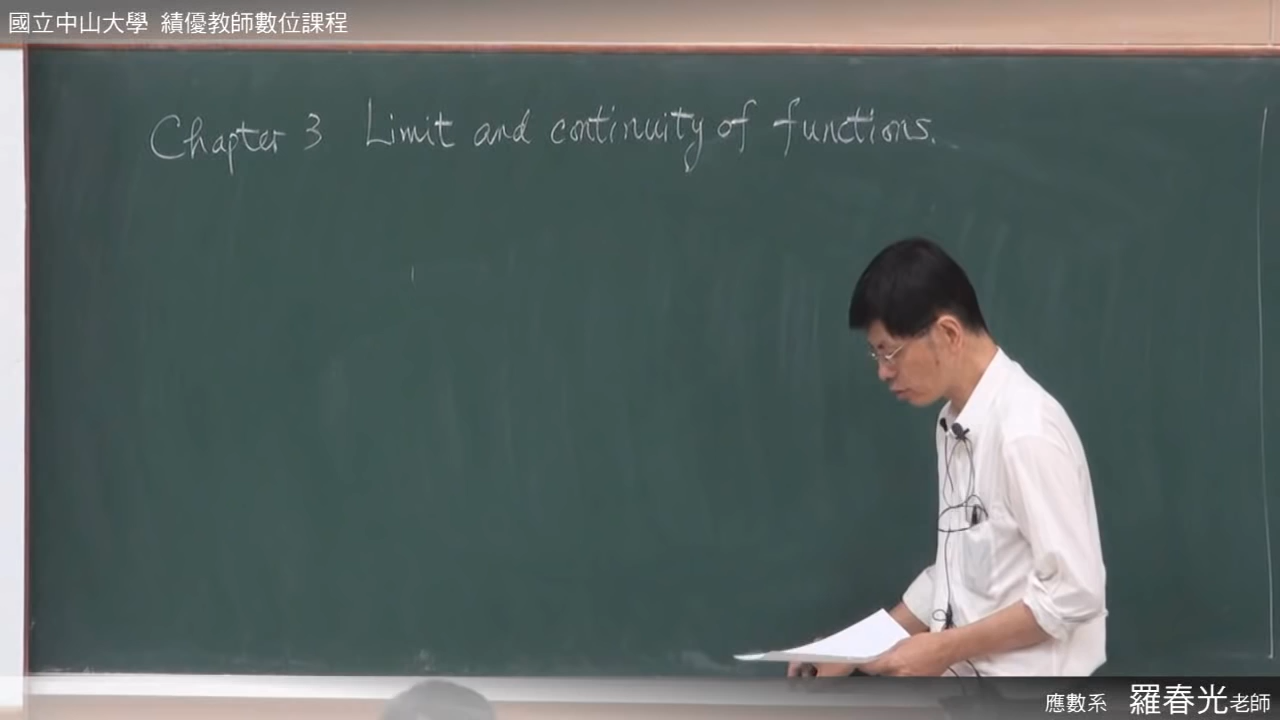 國立中山大學 績優教師數位課程
Chapter 3 Limit and continuity of functions.
應數系 羅春光老師